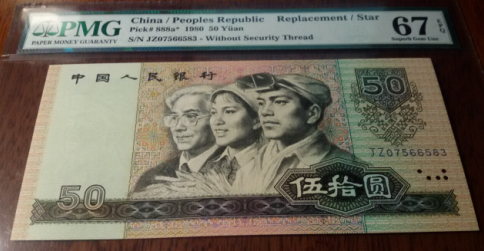 PMG
PAPER MONEY GUARANTY
China / Peoples Republic Replacement / Star
Pick# 888a* 1980 50 Yüan
S/N JZ07566583 - Without Security Thread
67 EPQ
Superb Gem Unc
中国人民银行
50
JZ07566583
50
伍拾圆